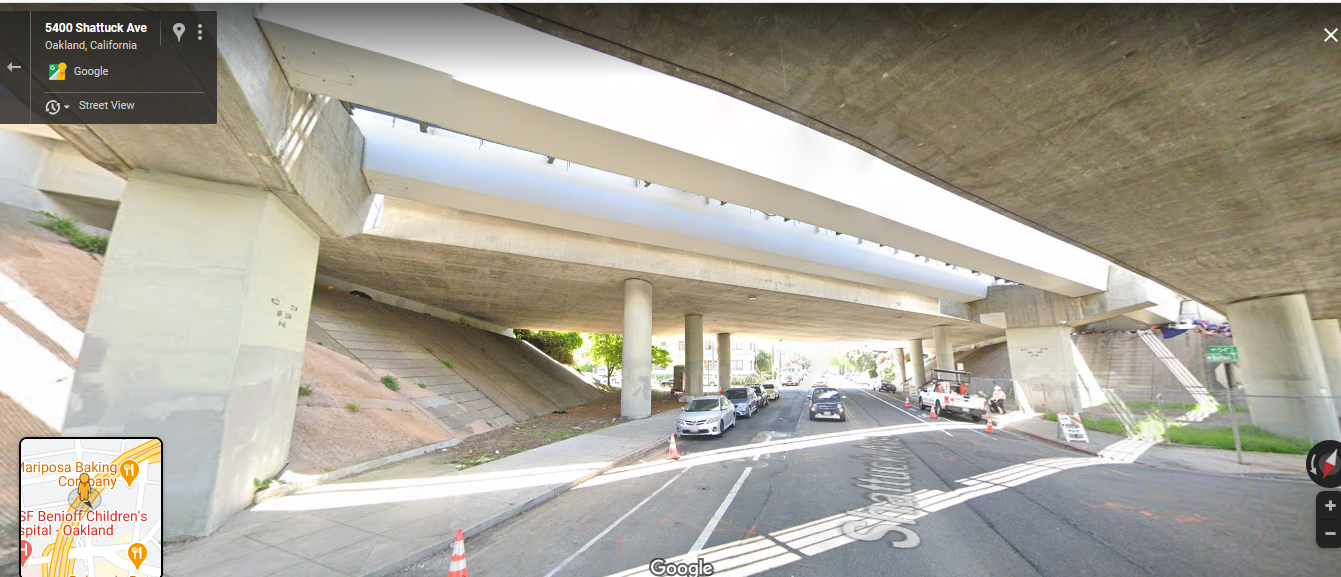 5400 Shattuck Ave
Oakland, California
Google
Street View
Shattuck Ave
Mariposa Baking
Company
SF Benioff Children's
spital - Oakland
Google